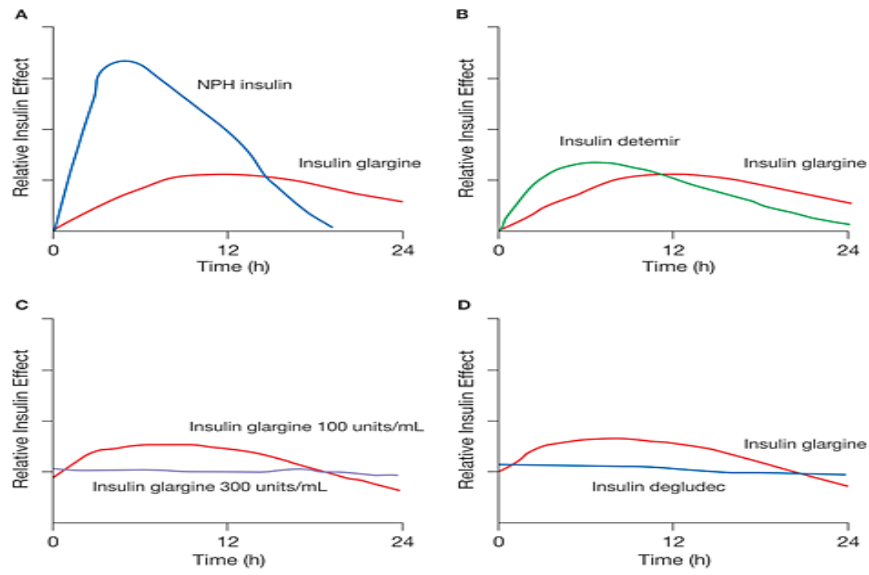 A
Relative Insulin Effect
NPH insulin
Insulin glargine
0
12
24
Time (h)
B
Relative Insulin Effect
Insulin detemir
Insulin glargine
0
12
24
Time (h)
C
Relative Insulin Effect
Insulin glargine 100 units/mL
Insulin glargine 300 units/mL
0
12
24
Time (h)
D
Relative Insulin Effect
Insulin glargine
Insulin degludec
0
12
24
Time (h)